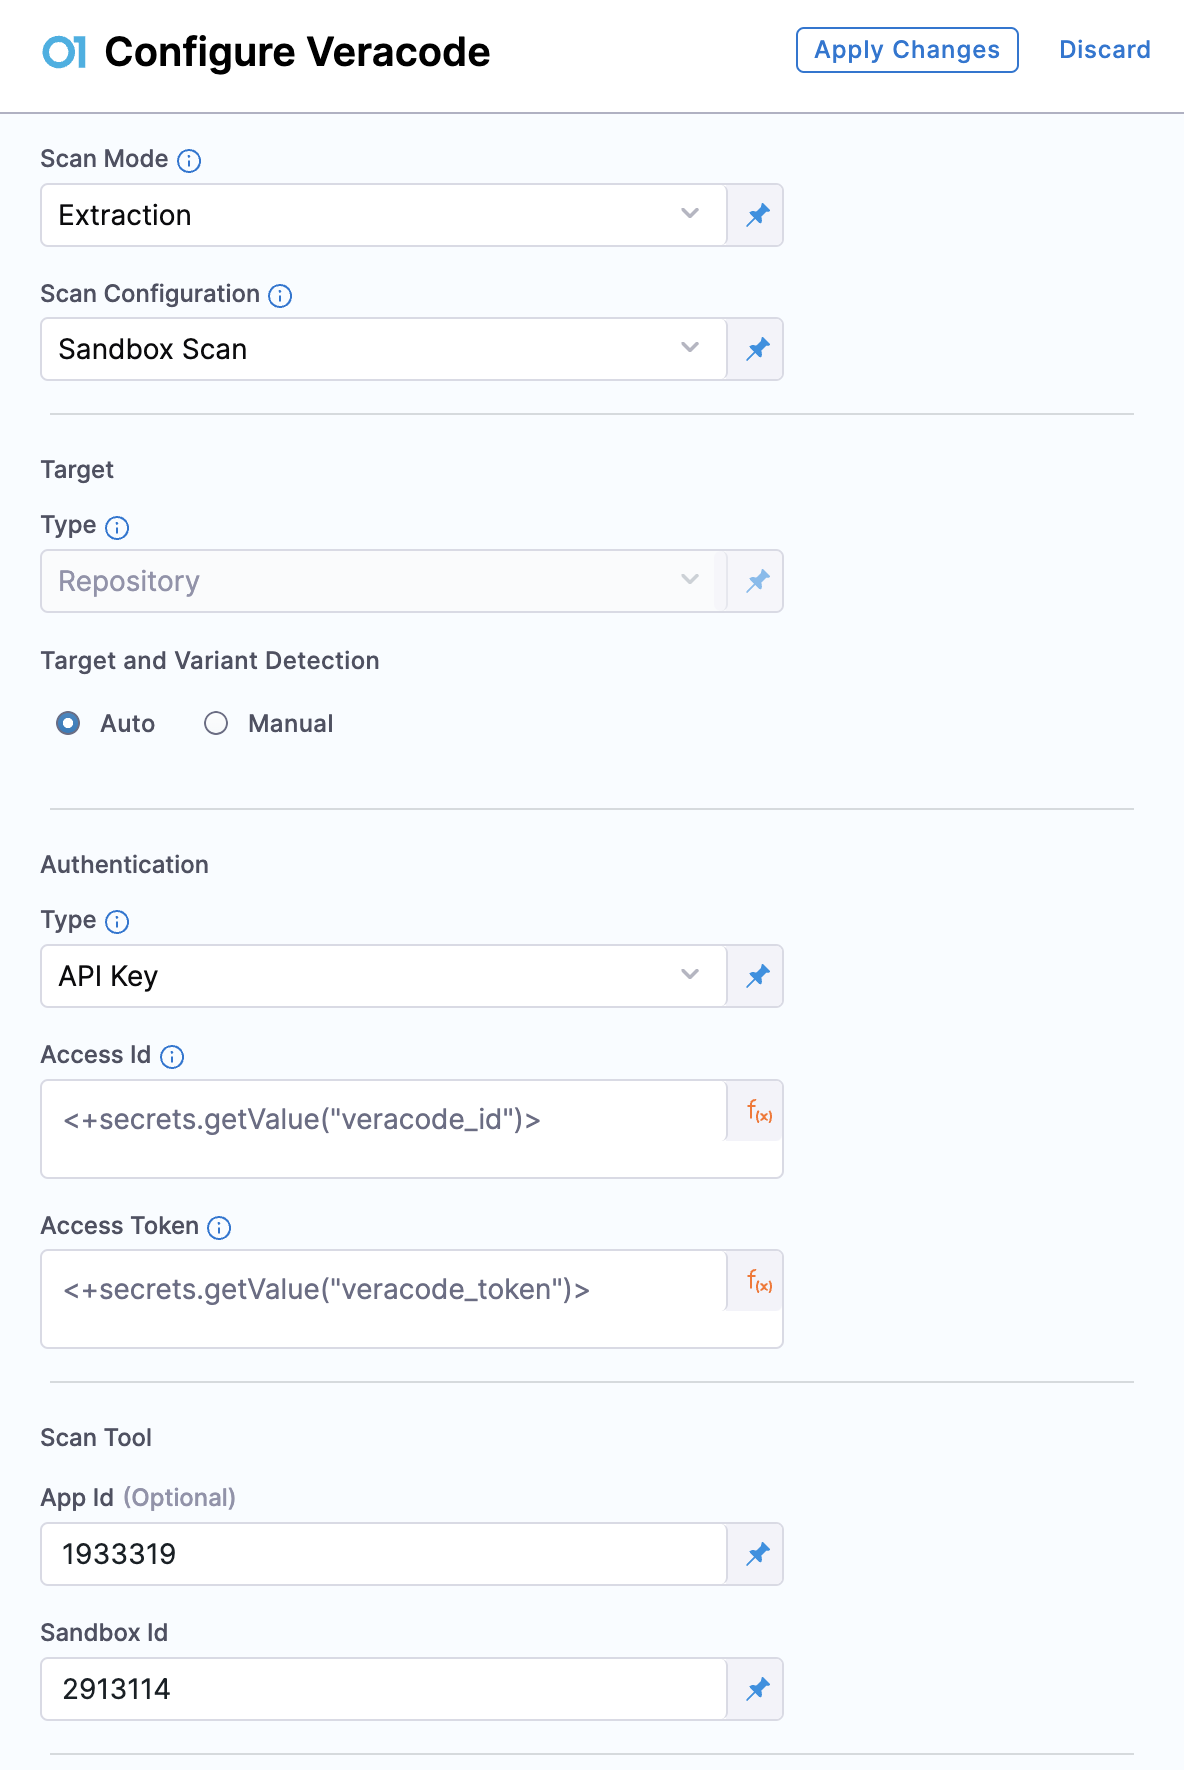 Configure Veracode
Apply Changes
Discard
Scan Mode
Extraction
Scan Configuration
Sandbox Scan
Target
Type
Repository
Target and Variant Detection
Auto
Manual
Authentication
Type
API Key
Access Id
<+secrets.getValue("veracode_id")>
f(x)
Access Token
<+secrets.getValue("veracode_token")>
f(x)
Scan Tool
App Id (Optional)
1933319
Sandbox Id
2913114